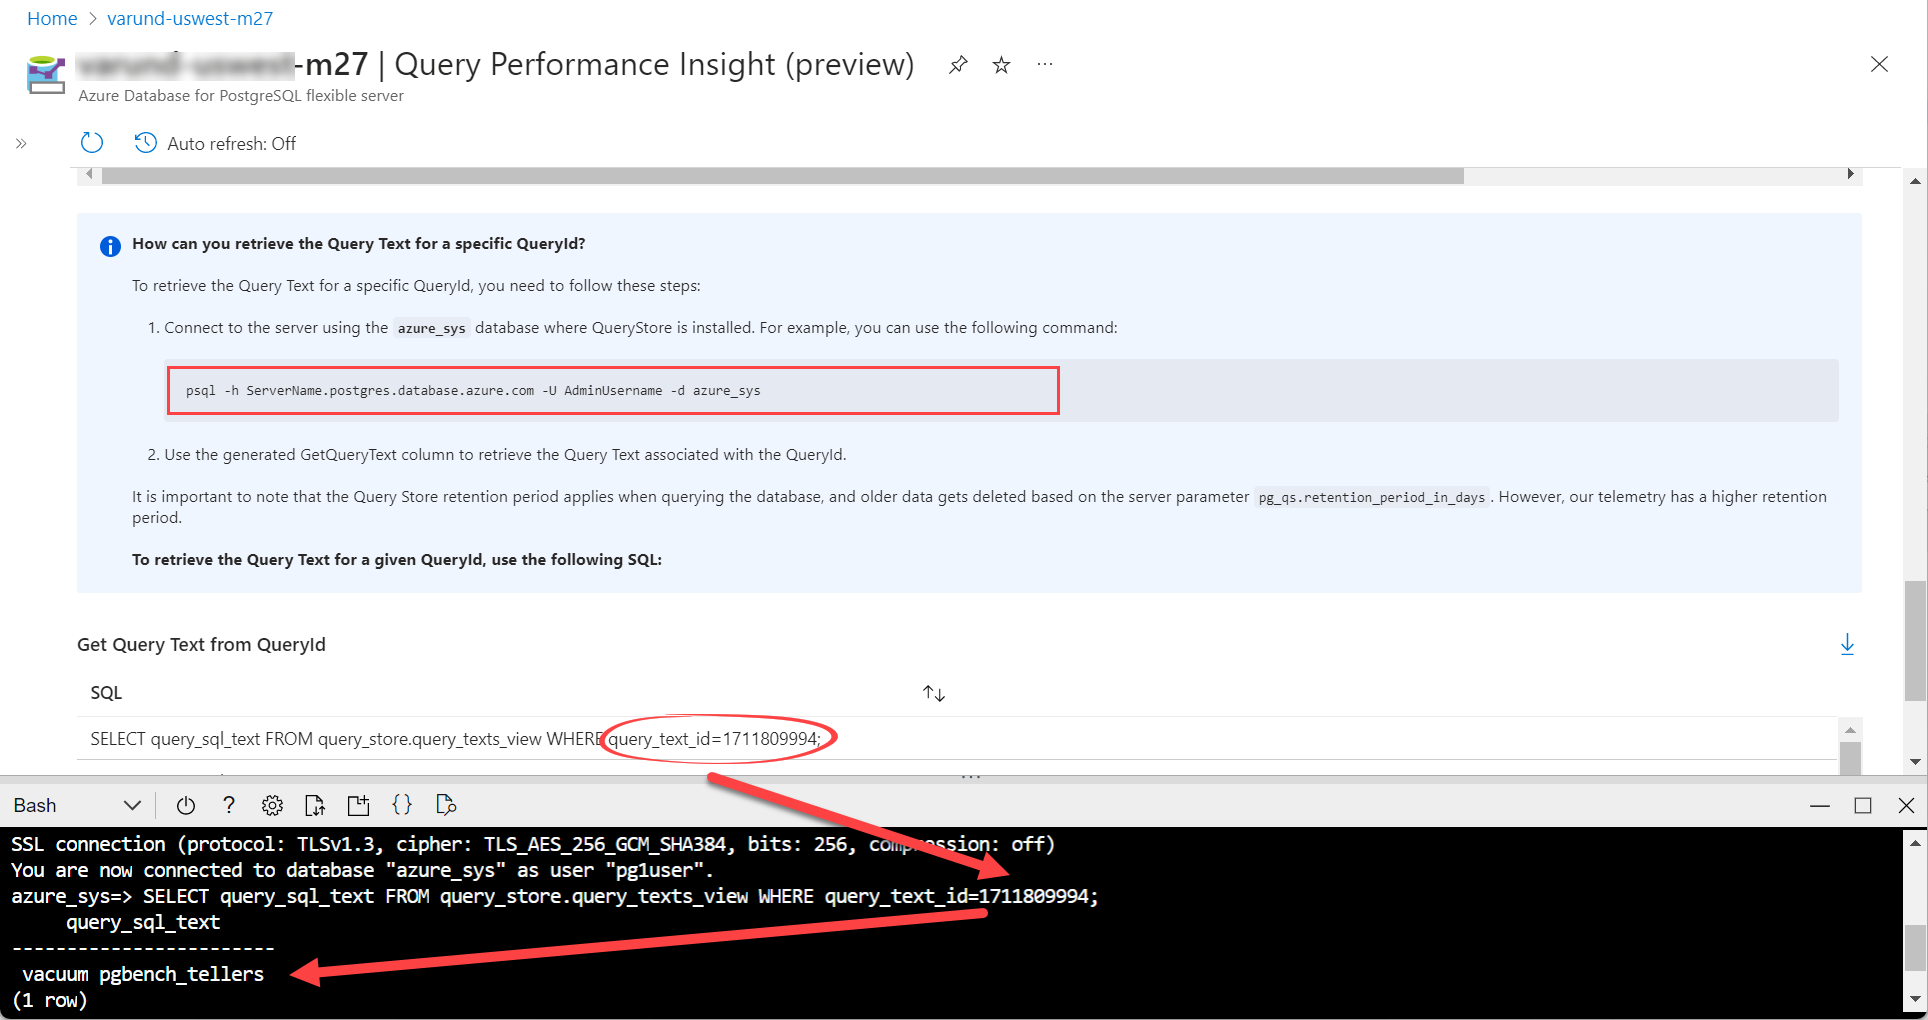 Home > varund-uswest-m27
-m27 | Query Performance Insight (preview) ...
Azure Database for PostgreSQL flexible server
» Auto refresh: Off
How can you retrieve the Query Text for a specific QueryId?
To retrieve the Query Text for a specific QueryId, you need to follow these steps:
1. Connect to the server using the azure_sys database where QueryStore is installed. For example, you can use the following command:
psql -h ServerName.postgres.database.azure.com -U AdminUsername -d azure_sys
2. Use the generated GetQueryText column to retrieve the Query Text associated with the QueryId.
It is important to note that the Query Store retention period applies when querying the database, and older data gets deleted based on the server parameter pg_qs.retention_period_in_days. However, our telemetry has a higher retention
period.
To retrieve the Query Text for a given QueryId, use the following SQL:
Get Query Text from QueryId
SQL
SELECT query_sql_text FROM query_store.query_texts_view WHERE query_text_id=1711809994;
Bash ? {}
SSL connection (protocol: TLSv1.3, cipher: TLS_AES_256_GCM_SHA384, bits: 256, compression: off)
You are now connected to database "azure_sys" as user "pg1user".
azure_sys=> SELECT query_sql_text FROM query_store.query_texts_view WHERE query_text_id=1711809994;
query_sql_text
------------------------
vacuum pgbench_tellers
(1 row)